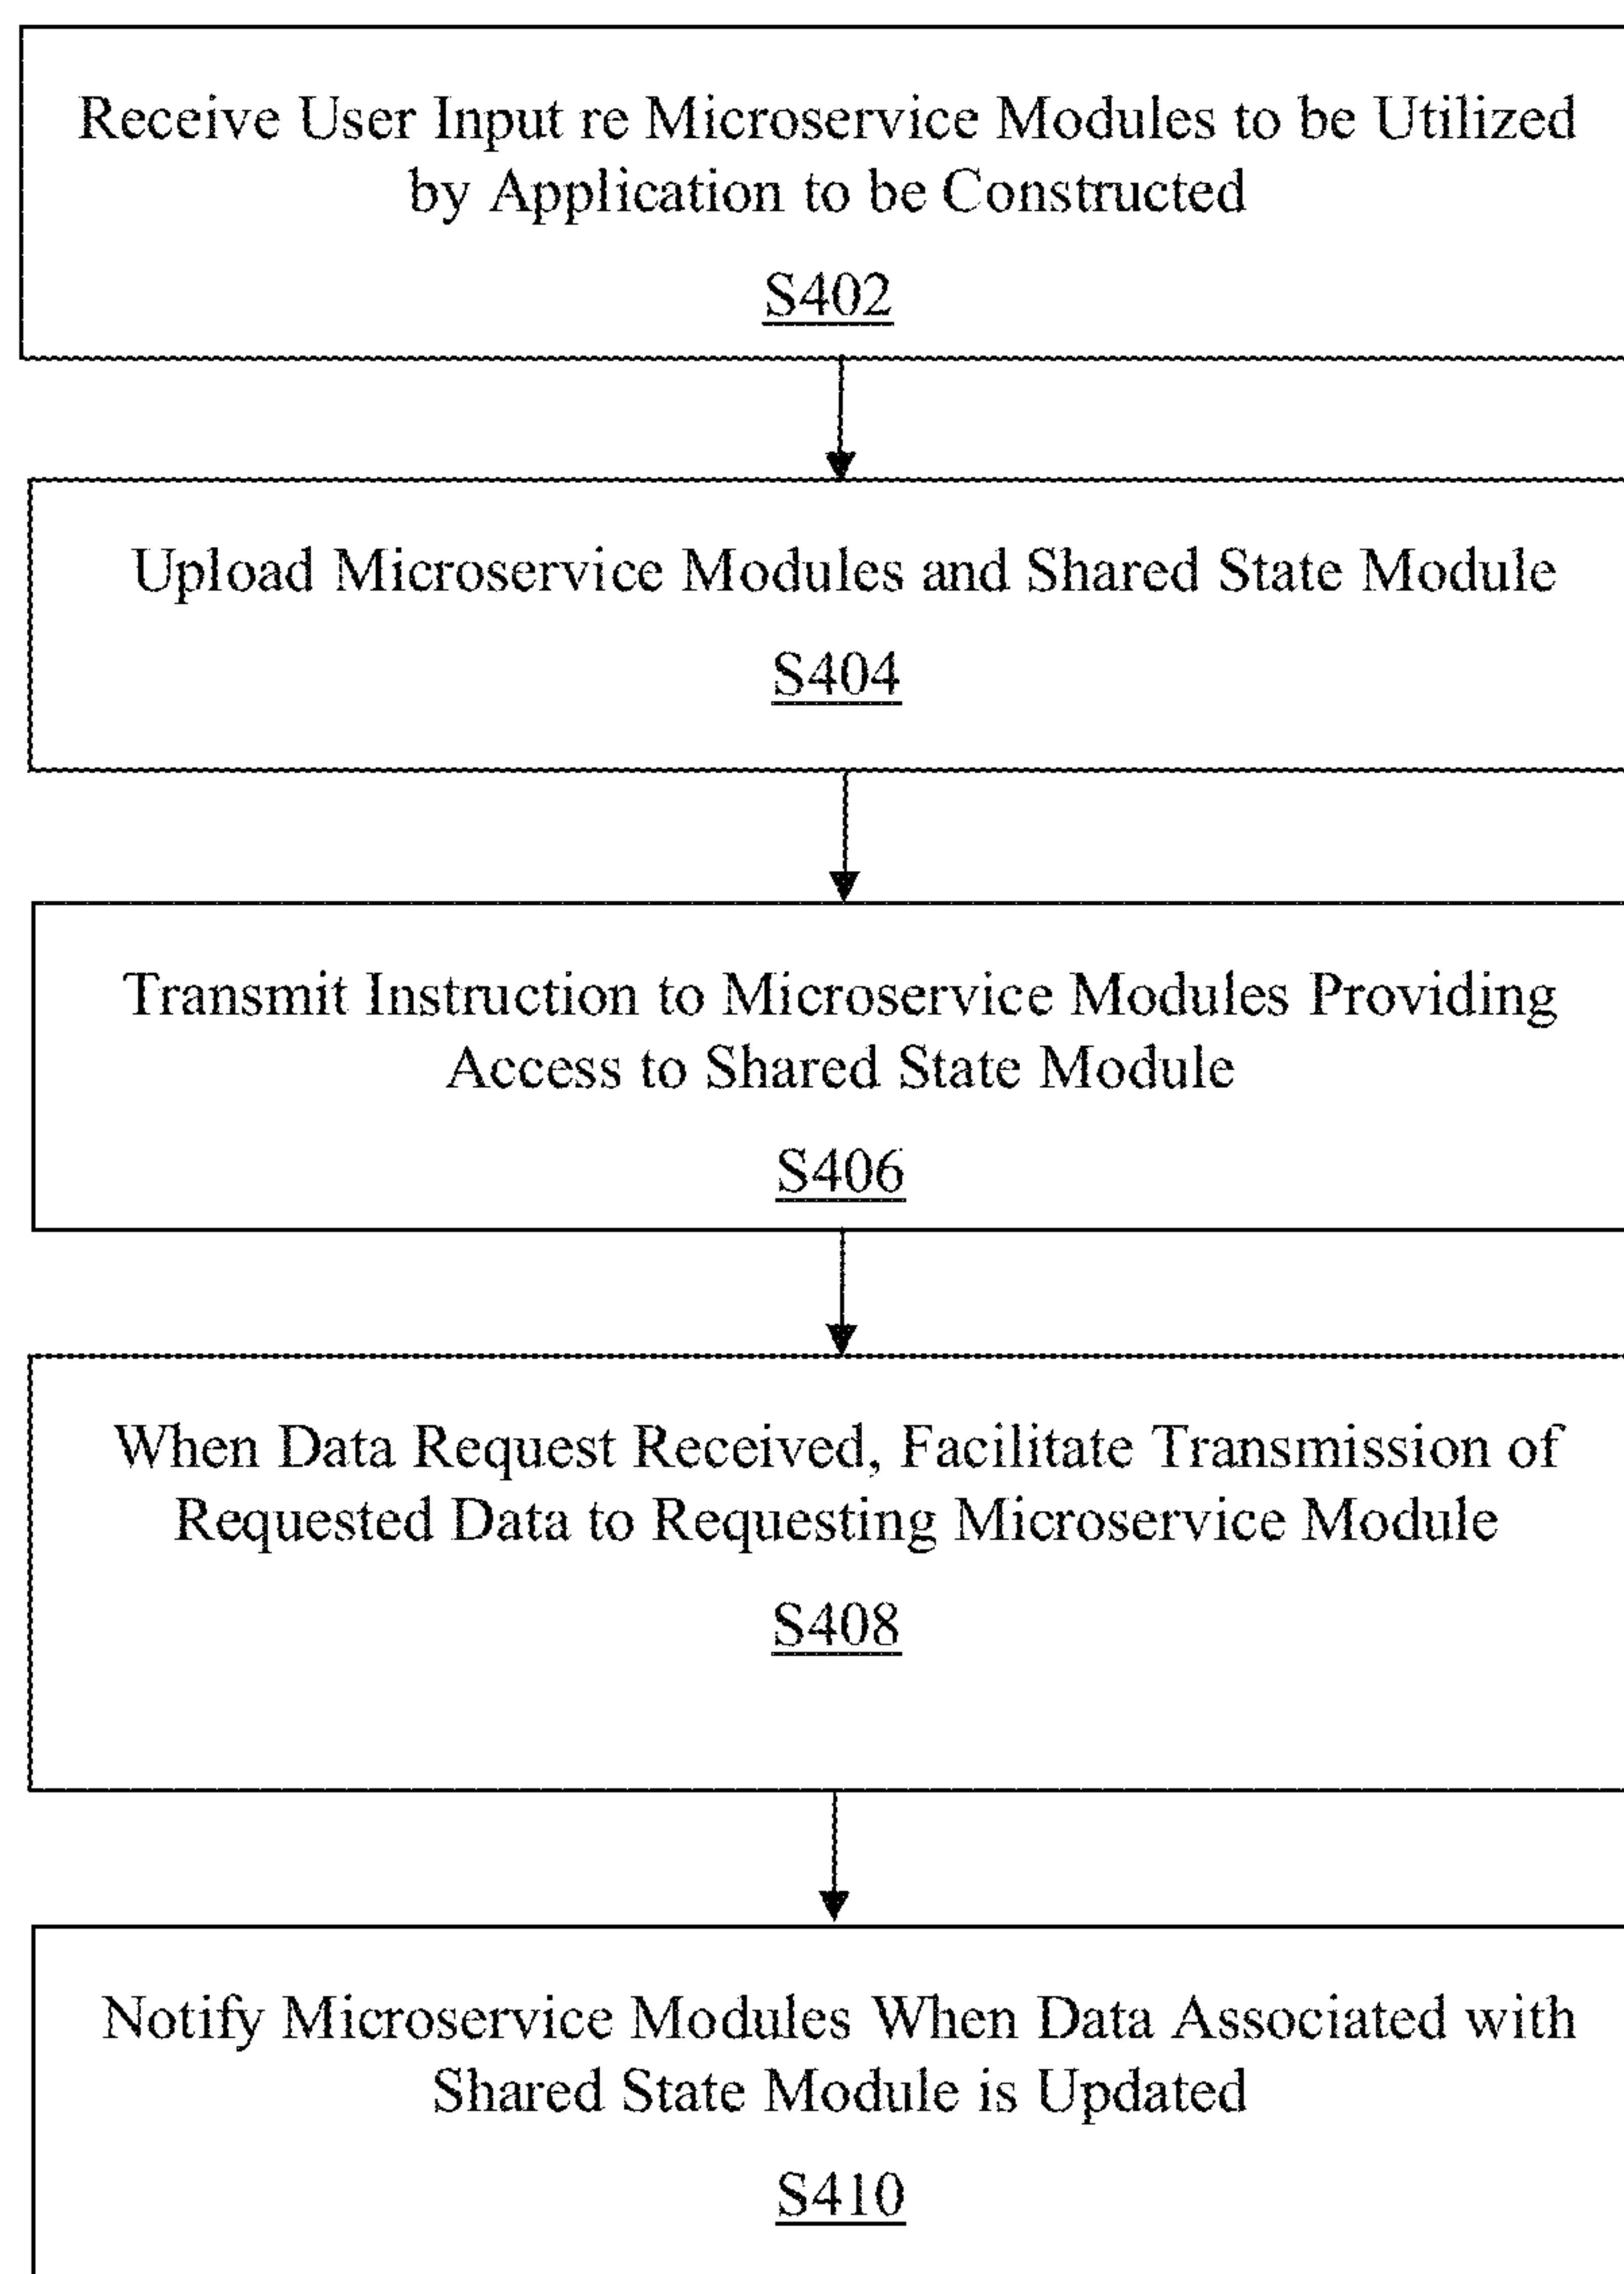 Receive User Input re Microservice Modules to be Utilized
by Application to be Constructed
S402
Upload Microservice Modules and Shared State Module
S404
Transmit Instruction to Microservice Modules Providing
Access to Shared State Module
S406
When Data Request Received, Facilitate Transmission of
Requested Data to Requesting Microservice Module
S408
Notify Microservice Modules When Data Associated with
Shared State Module is Updated
S410